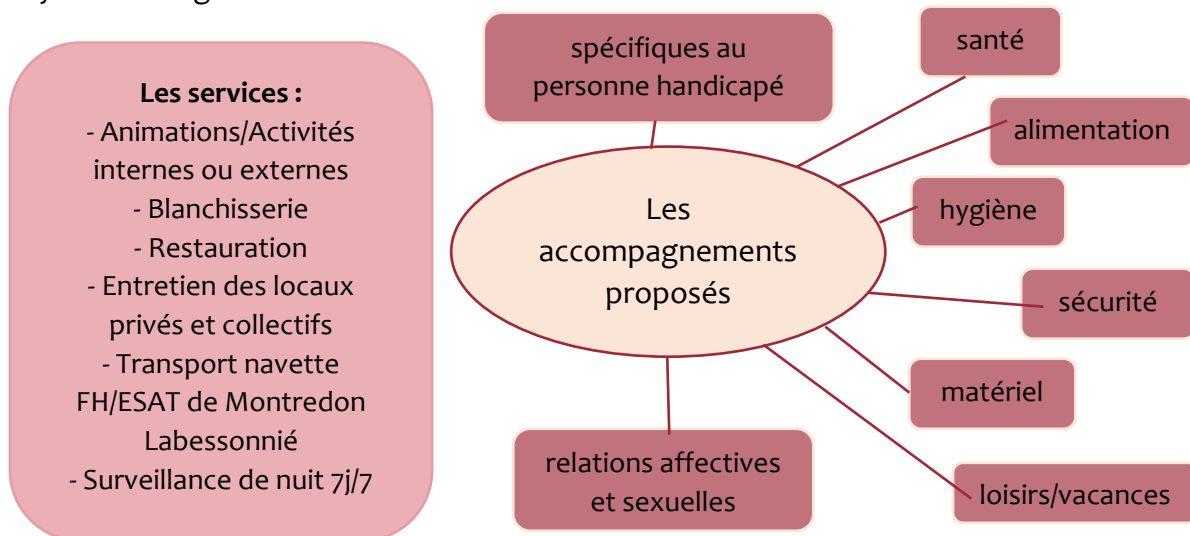 Les services :
- Animations/Activités
internes ou externes
- Blanchisserie
- Restauration
- Entretien des locaux
privés et collectifs
- Transport navette
FH/ESAT de Montredon
Labessonnié
- Surveillance de nuit 7j/7
spécifiques au
personne handicapé
santé
alimentation
hygiène
sécurité
matériel
loisirs/vacances
relations affectives
et sexuelles
Les
accompagnements
proposés